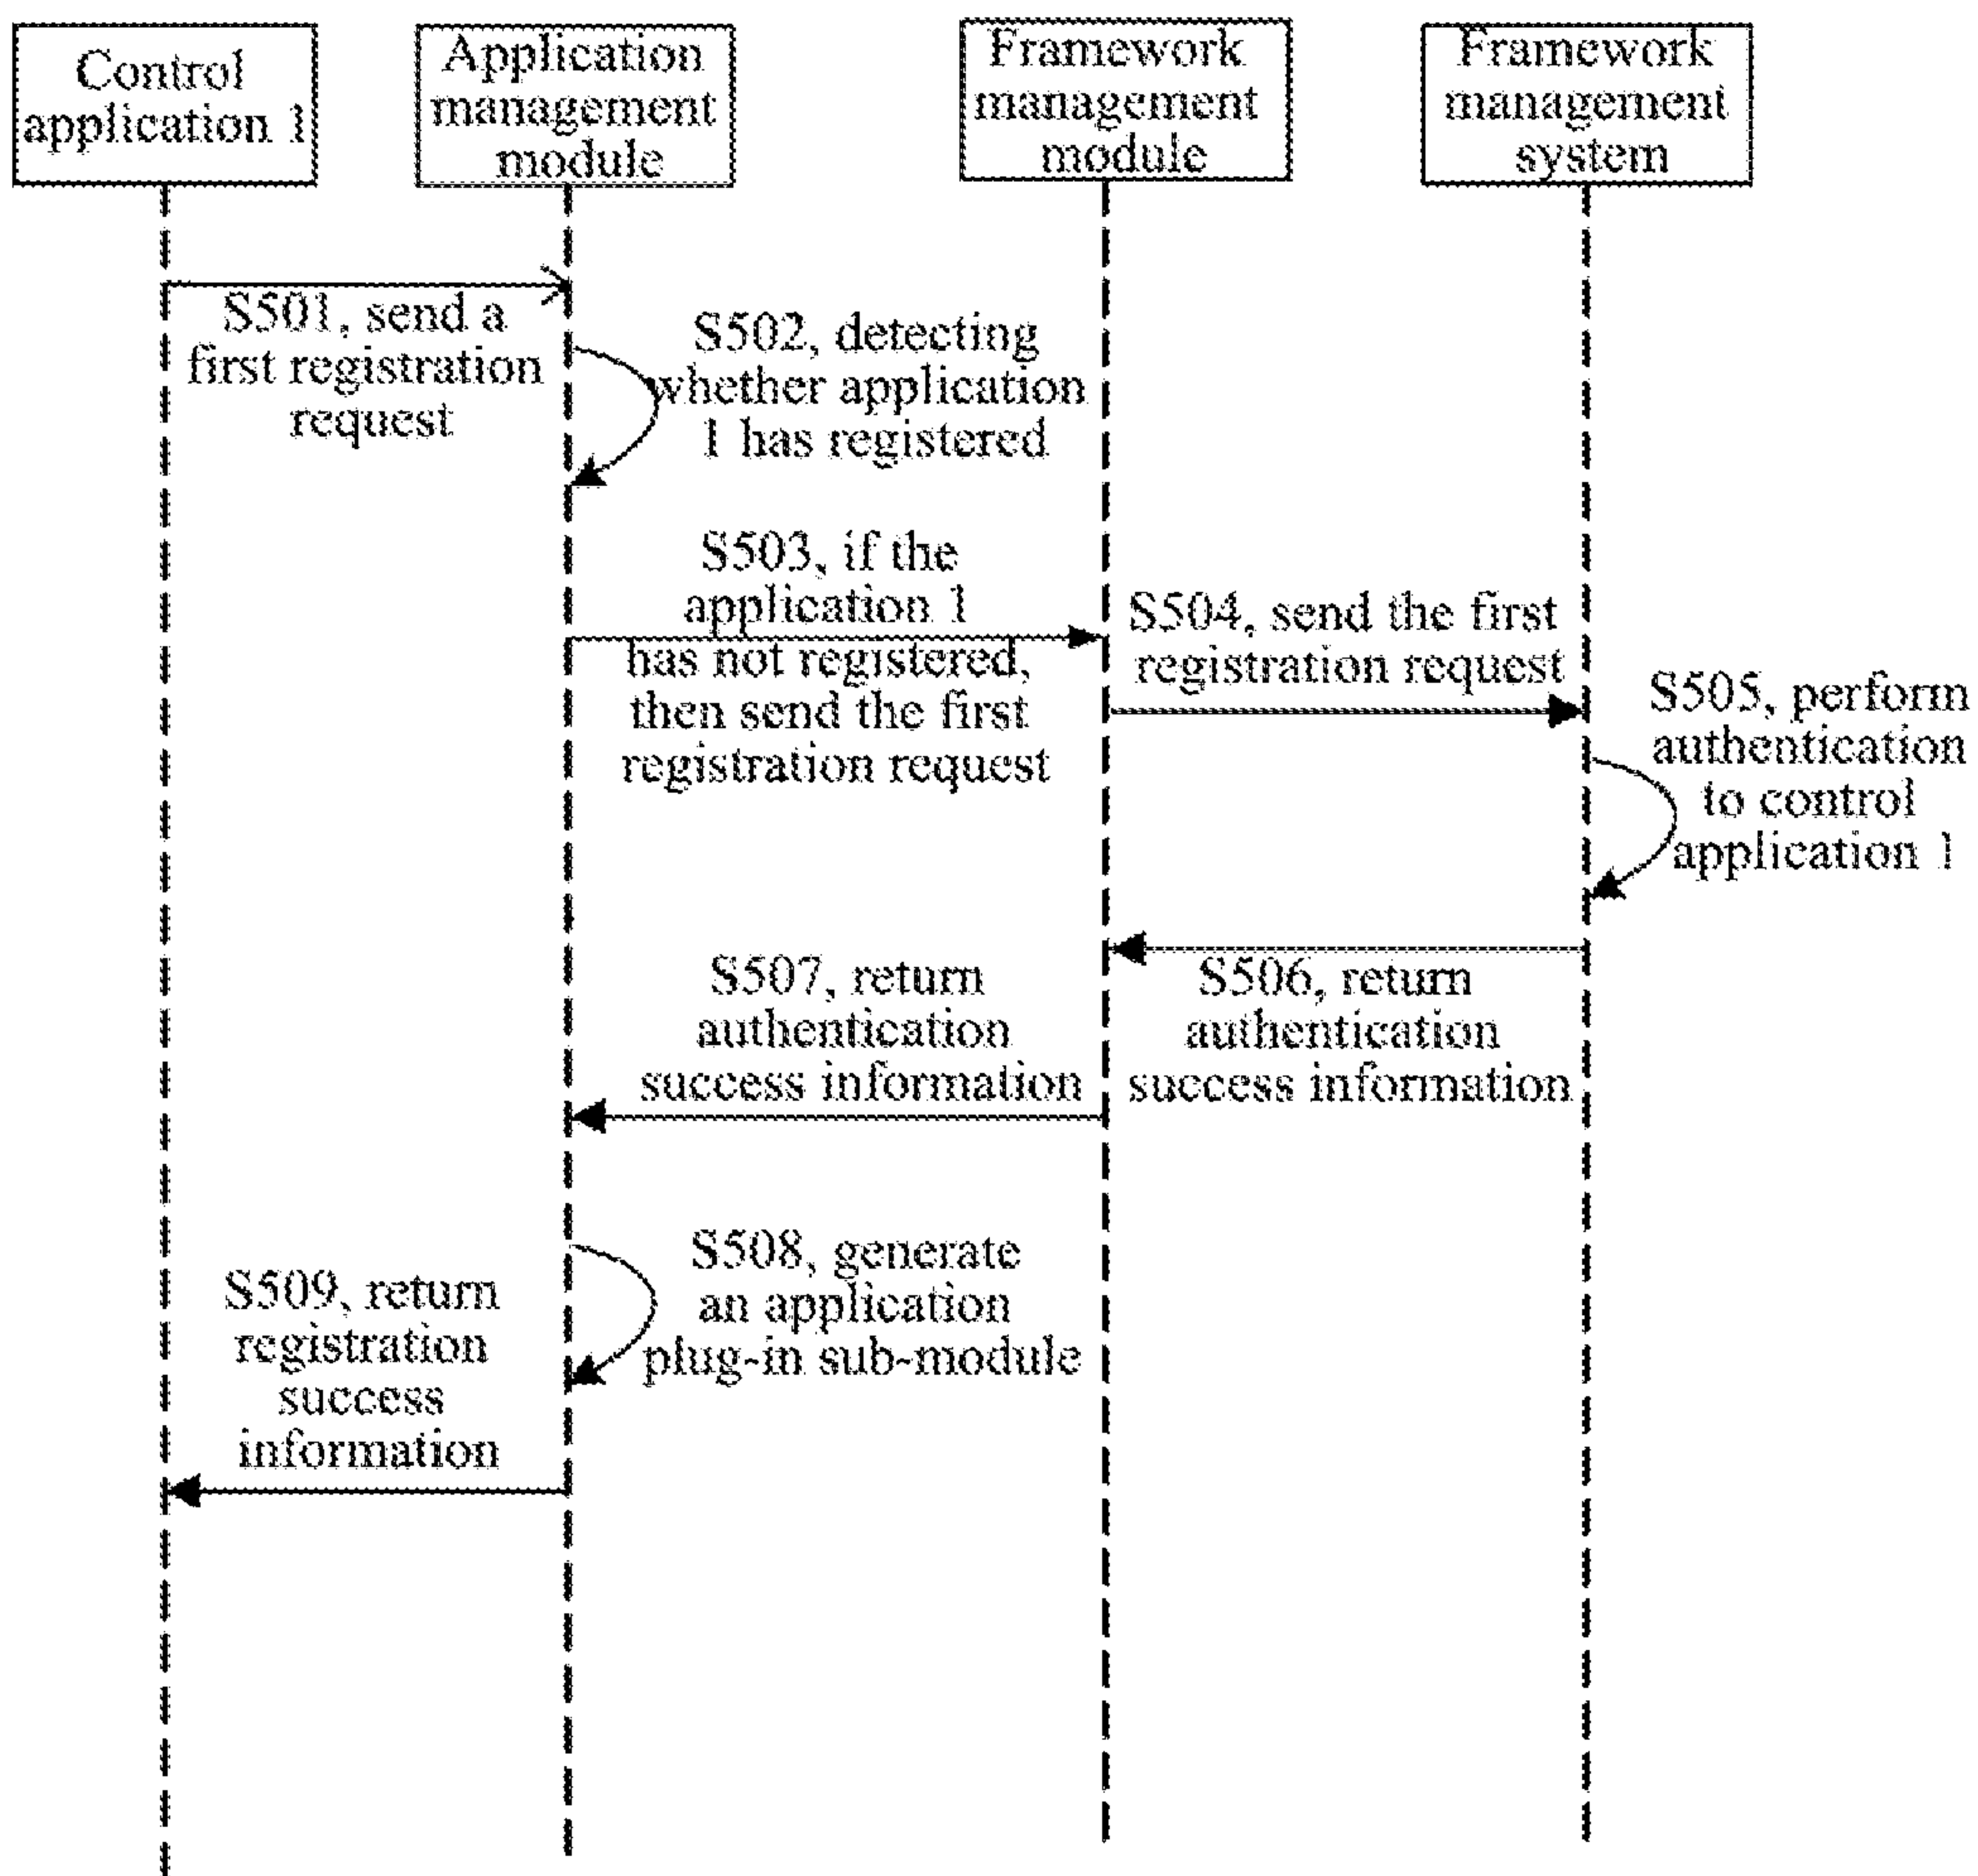 Control
application 1
Application
management
module
Framework
management
module
Framework
management
system
S501, send a
first registration
request
S502, detecting
whether application
1 has registered
S503, if the
application 1
has not registered,
then send the first
registration request
S504, send the first
registration request
S505, perform
authentication
to control
application 1
S506, return
authentication
success information
S507, return
authentication
success information
S508, generate
an application
plug-in sub-module
S509, return
registration
success
information